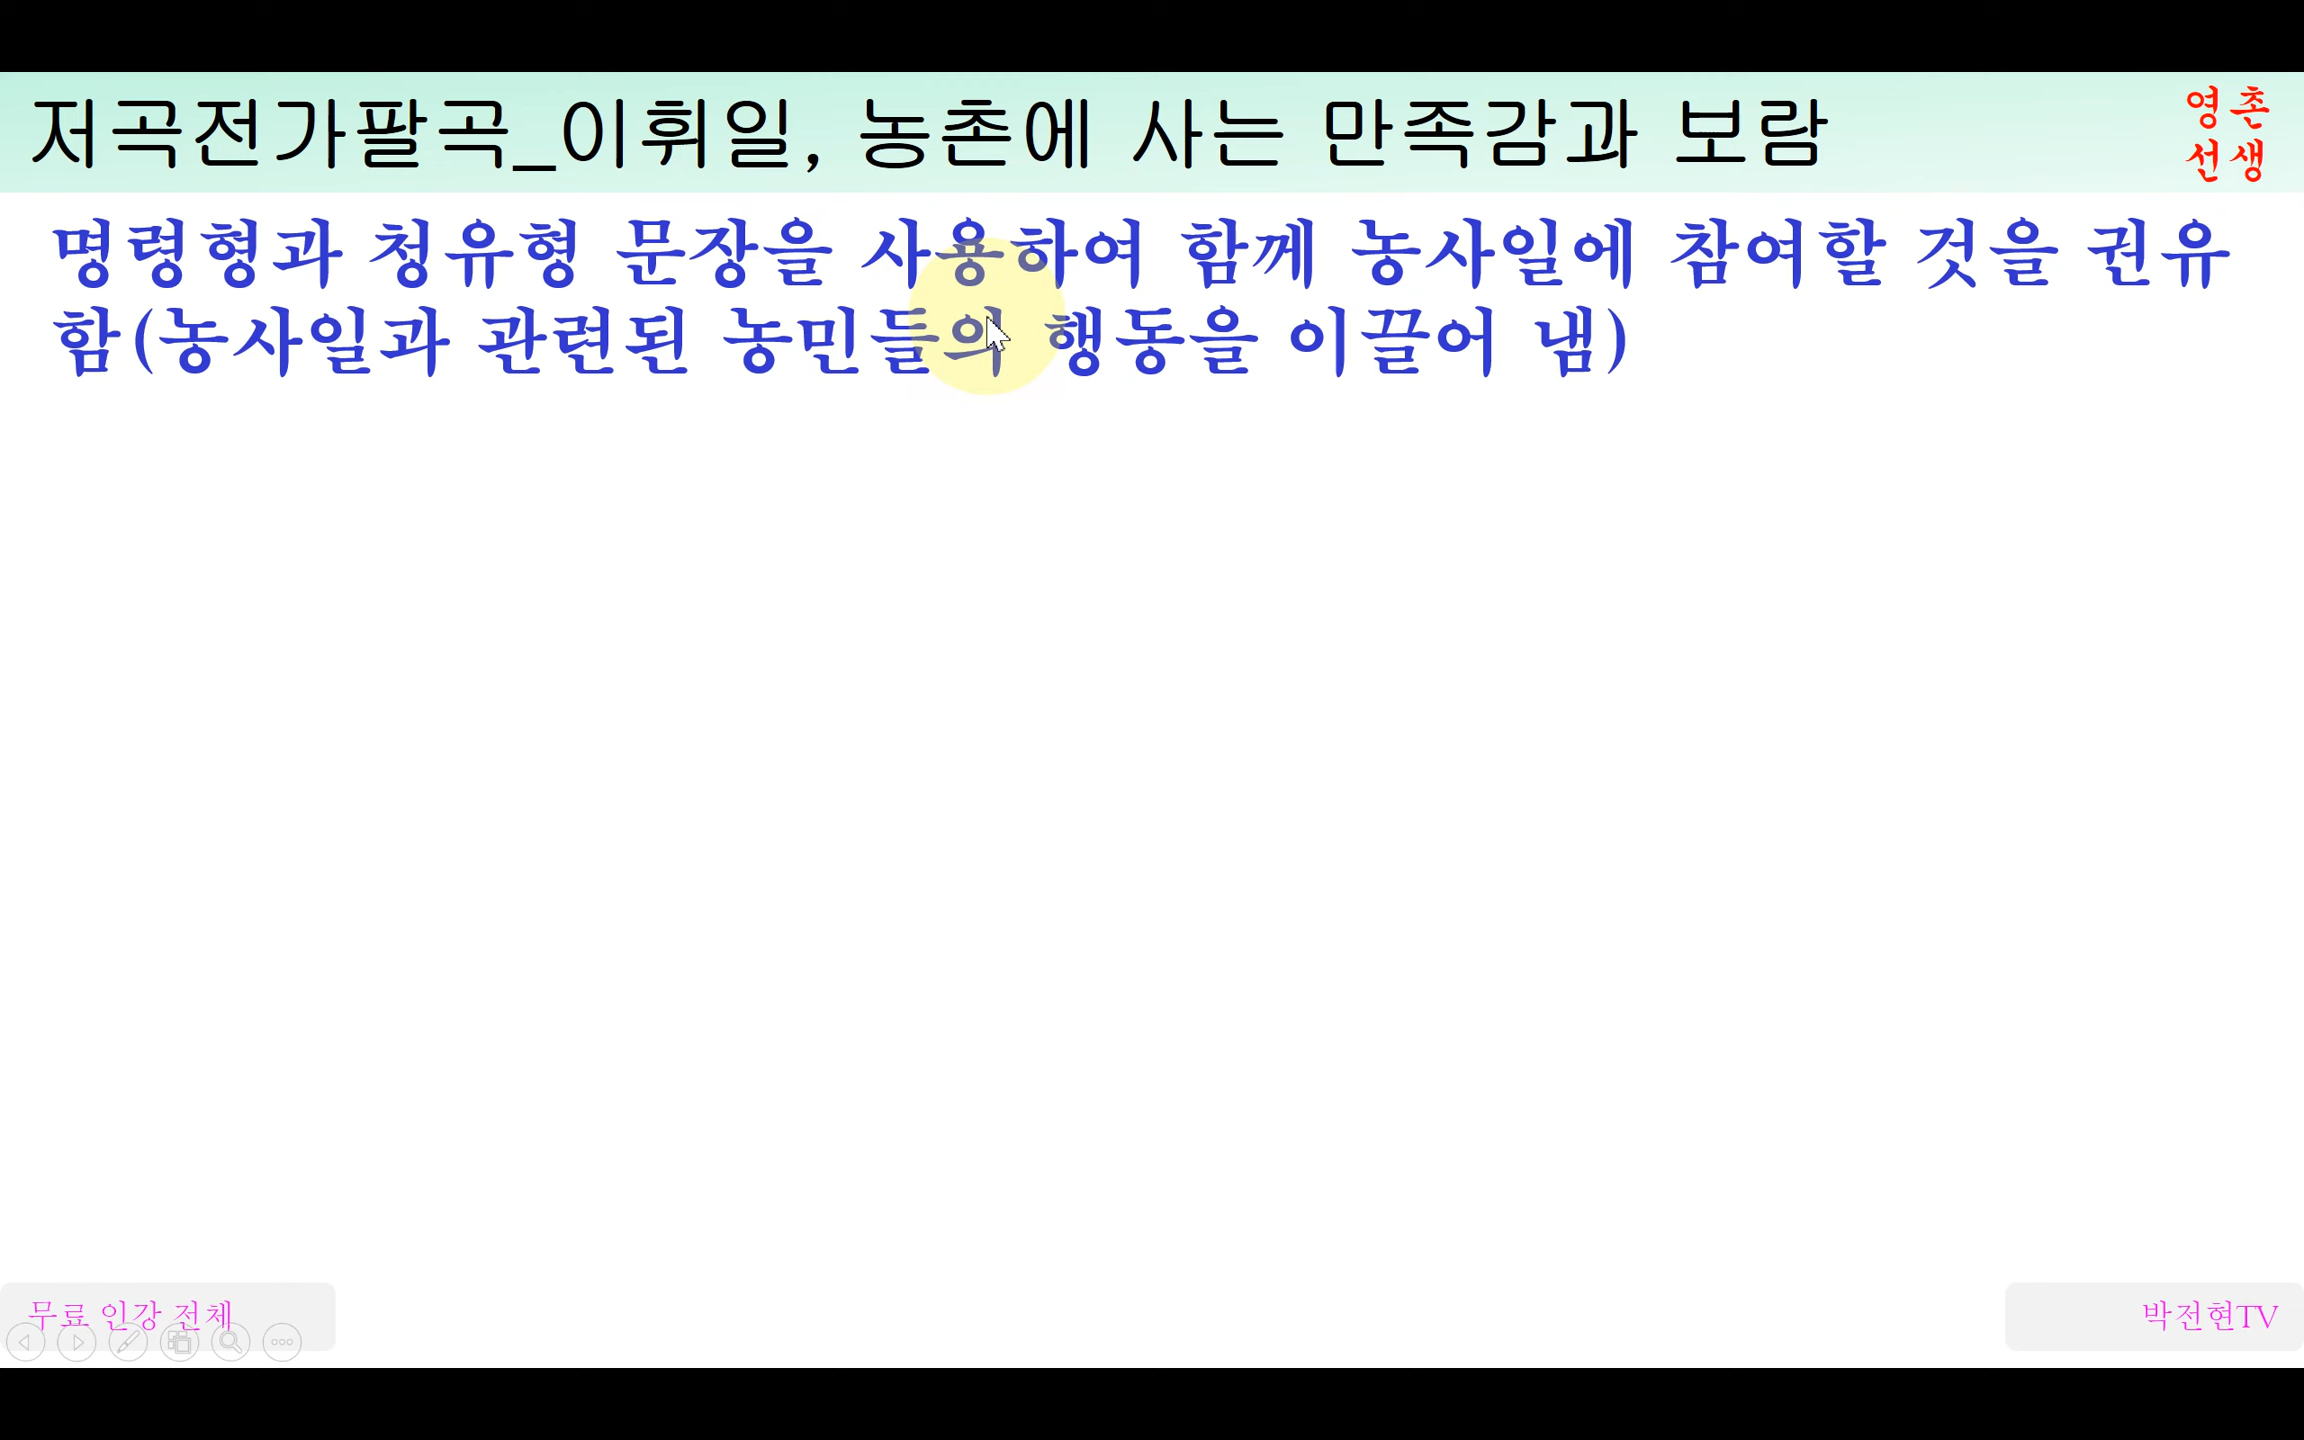 저곡전가팔곡_이휘일, 농촌에 사는 만족감과 보람
영촌
선생
명령형과 청유형 문장을 사용하여 함께 농사일에 참여할 것을 권유
함(농사일과 관련된 농민들의 행동을 이끌어 냄)
무료 인강 전체
박전현TV